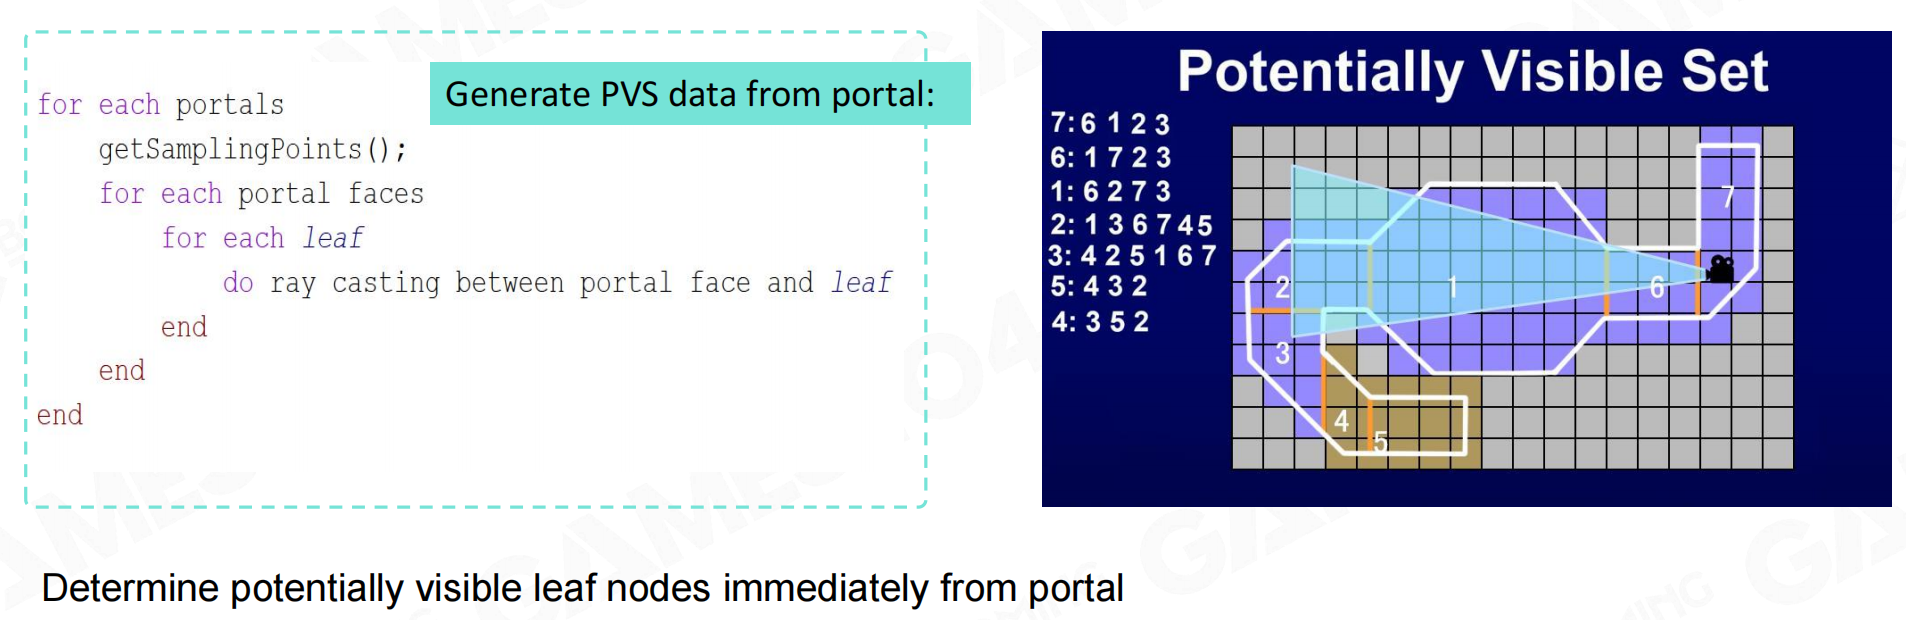 for each portals
Generate PVS data from portal:
getSamplingPoints();
for each portal faces
for each leaf
do ray casting between portal face and leaf
end
end
end
Potentially Visible Set
7: 6 1 2 3
6: 1 7 2 3
1: 6 2 7 3
2: 1 3 6 7 4 5
3: 4 2 5 1 6 7
5: 4 3 2
4: 3 5 2
7
2
1
6
3
4
5
Determine potentially visible leaf nodes immediately from portal